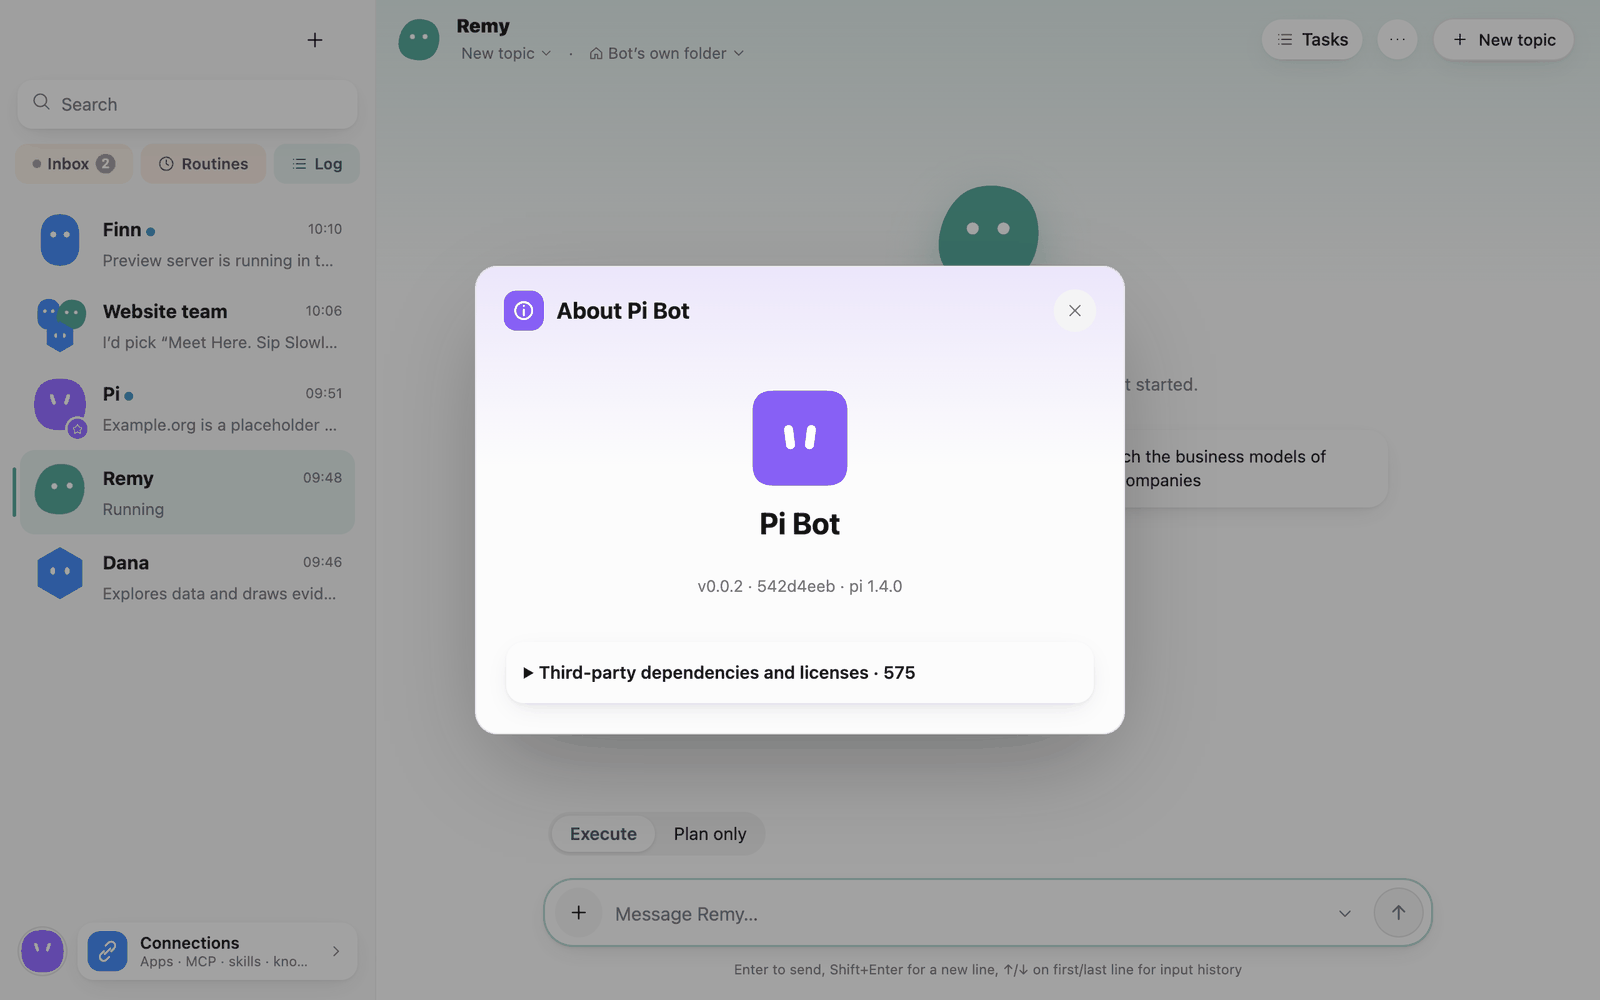 Remy
New topic · Bot's own folder
Tasks
···
New topic
Search
Inbox 2
Routines
Log
Finn 10:10
Preview server is running in t...
Website team 10:06
I'd pick “Meet Here. Sip Slowl...
Pi 09:51
Example.org is a placeholder ...
Remy 09:48
Running
Dana 09:46
Explores data and draws evid...
Connections
Apps · MCP · skills · kno...
About Pi Bot
Pi Bot
v0.0.2 · 542d4eeb · pi 1.4.0
Third-party dependencies and licenses · 575
t started.
ch the business models of
ompanies
Execute
Plan only
Message Remy...
Enter to send, Shift+Enter for a new line, ↑/↓ on first/last line for input history